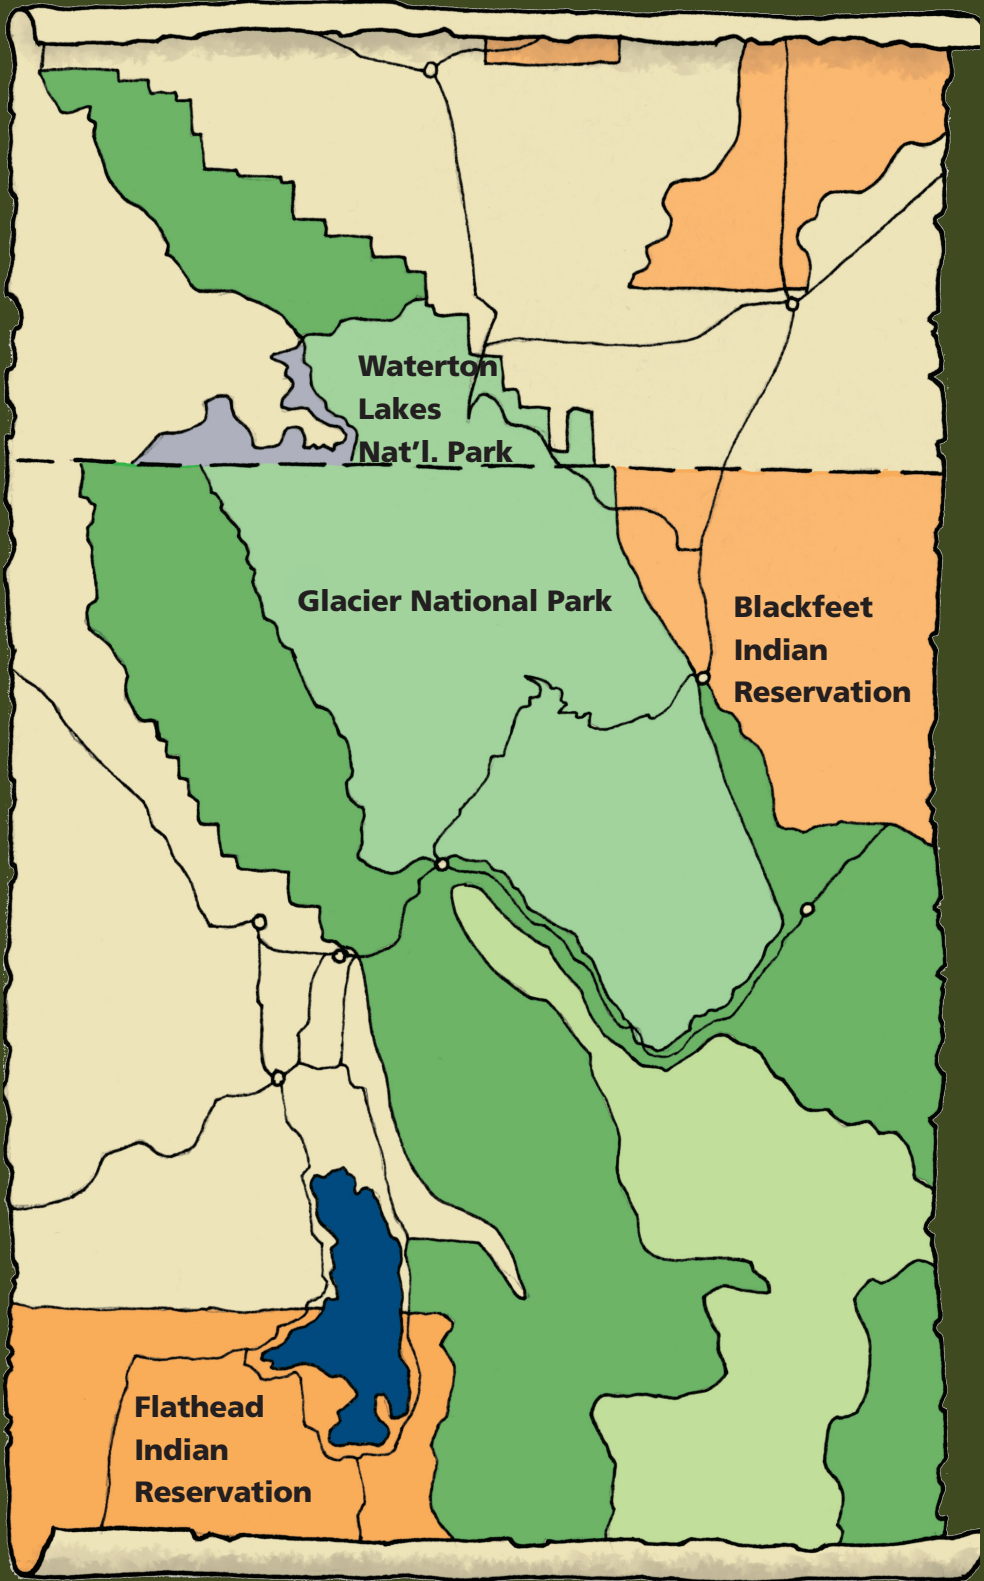 Waterton
Lakes
Nat’l. Park
Glacier National Park
Blackfeet
Indian
Reservation
Flathead
Indian
Reservation